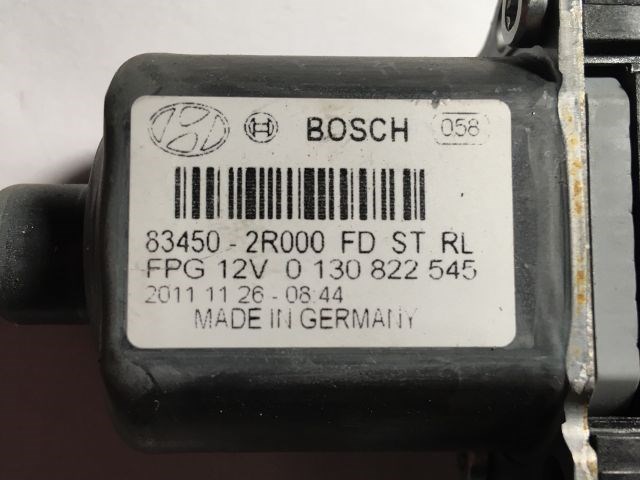 BOSCH 058
83450-2R000 FD ST RL
FPG 12V 0 130 822 545
2011 11 26-08:44
MADE IN GERMANY